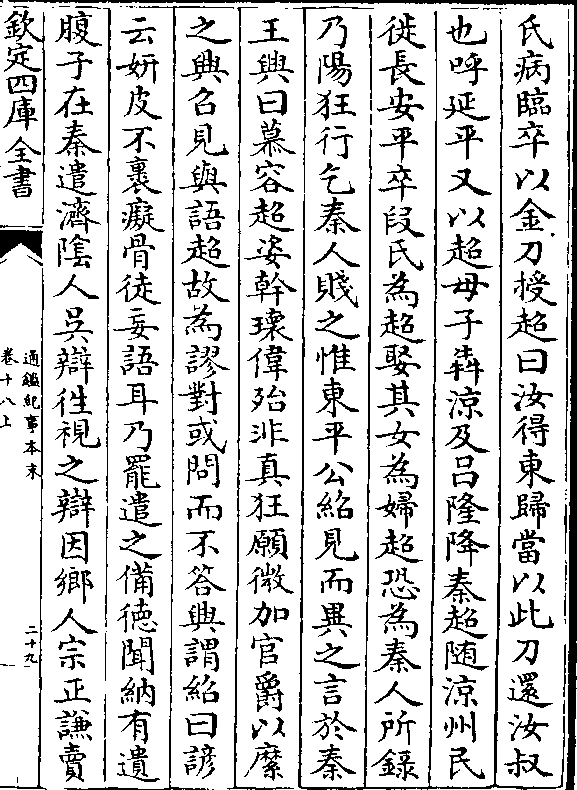 氏病臨卒以金刀授超曰汝得東歸當以此刀還汝叔
也呼延平又以超母子犇涼及吕隆降秦超随涼州民
徙長安平卒段氏為超娶其女為婦超恐為秦人所錄
乃陽狂行乞秦人賤之惟東平公紹見而異之言於秦
王興曰慕容超姿幹瓌偉殆非真狂願微加官爵以縻
之興召見與語超故為謬對或問而不答興謂紹曰諺
云妍皮不裹癡骨徒妄語耳乃罷遣之備徳聞納有遺
腹子在秦遣濟隂人吳辯徃視之辯因鄉人宗正謙賣
欽定四庫全書
通鑑紀事本末
卷十八上
二十九